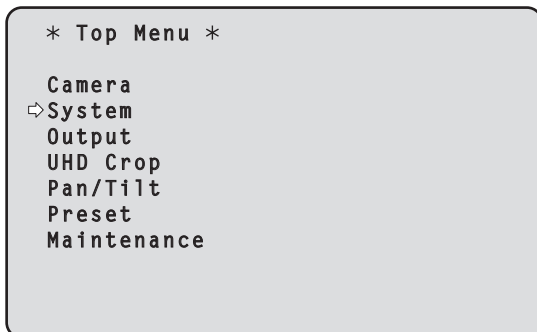 * Top Menu *
Camera
⇨System
Output
UHD Crop
Pan/Tilt
Preset
Maintenance